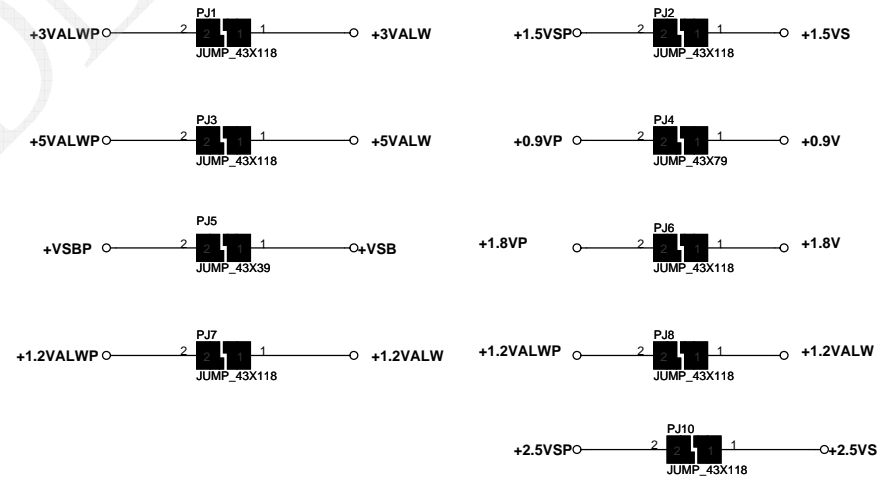 PJ1
+3VALWP 2 2 1 1 +3VALW
JUMP_43X118
PJ2
+1.5VSP 2 2 1 1 +1.5VS
JUMP_43X118
PJ3
+5VALWP 2 2 1 1 +5VALW
JUMP_43X118
PJ4
+0.9VP 2 2 1 1 +0.9V
JUMP_43X79
PJ5
+VSBP 2 2 1 1 +VSB
JUMP_43X39
PJ6
+1.8VP 2 2 1 1 +1.8V
JUMP_43X118
PJ7
+1.2VALWP 2 2 1 1 +1.2VALW
JUMP_43X118
PJ8
+1.2VALWP 2 2 1 1 +1.2VALW
JUMP_43X118
PJ10
+2.5VSP 2 2 1 1 +2.5VS
JUMP_43X118